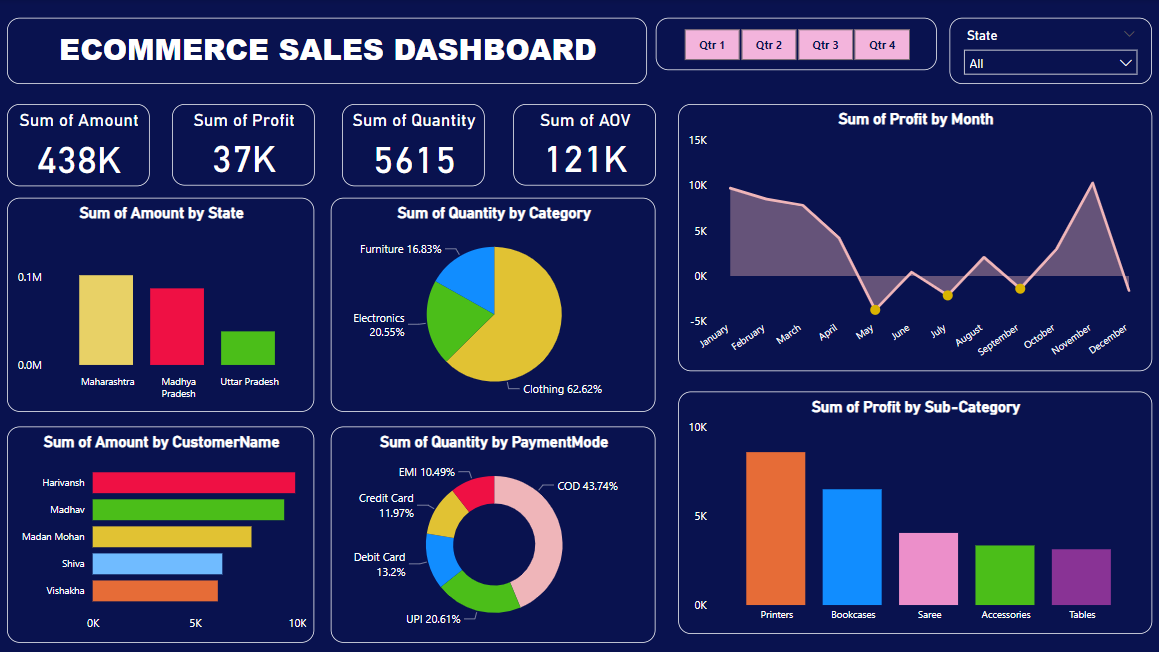 ECOMMERCE SALES DASHBOARD
Qtr 1
Qtr 2
Qtr 3
Qtr 4
State
All
Sum of Amount
438K
Sum of Profit
37K
Sum of Quantity
5615
Sum of AOV
121K
Sum of Amount by State
0.1M
0.0M
Maharashtra
Madhya
Pradesh
Uttar Pradesh
Sum of Quantity by Category
Furniture 16.83%
Electronics
20.55%
Clothing 62.62%
Sum of Profit by Month
15K
10K
5K
0K
-5K
January
February
March
April
May
June
July
August
September
October
November
December
Sum of Amount by CustomerName
Harivansh
Madhav
Madan Mohan
Shiva
Vishakha
0K
5K
10K
Sum of Quantity by PaymentMode
EMI 10.49%
COD 43.74%
Credit Card
11.97%
Debit Card
13.2%
UPI 20.61%
Sum of Profit by Sub-Category
10K
5K
0K
Printers
Bookcases
Saree
Accessories
Tables